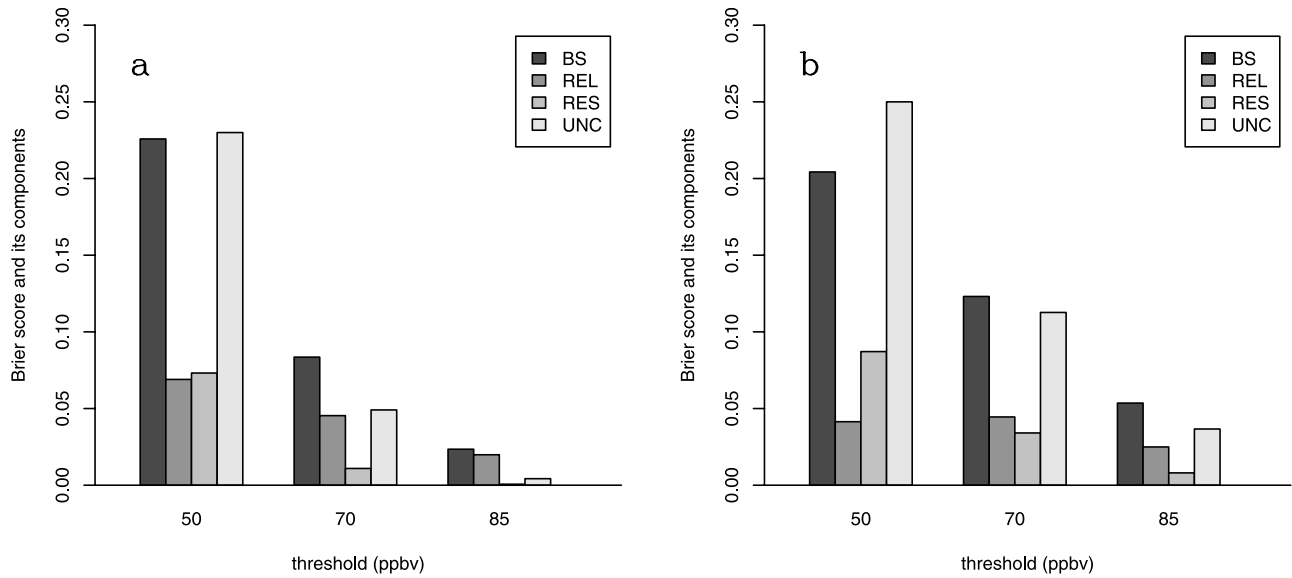 a
BS
REL
RES
UNC
Brier score and its components
0.00 0.05 0.10 0.15 0.20 0.25 0.30
50 70 85
threshold (ppbv)
b
BS
REL
RES
UNC
Brier score and its components
0.00 0.05 0.10 0.15 0.20 0.25 0.30
50 70 85
threshold (ppbv)